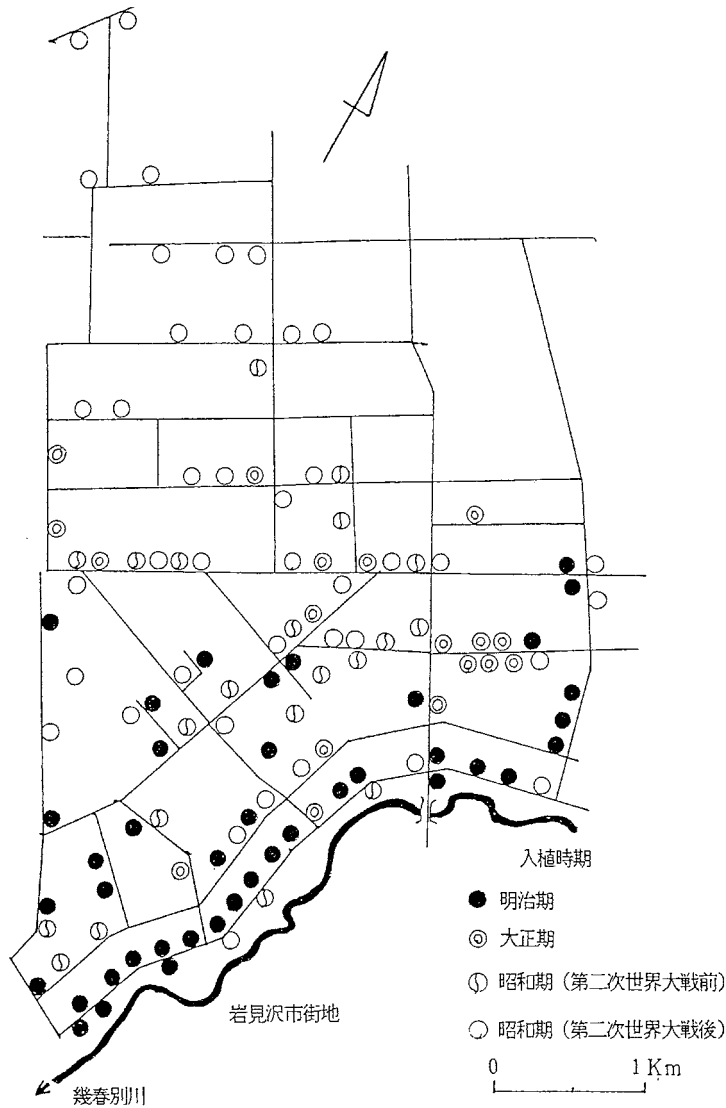 入植時期
明治期
大正期
昭和期（第二次世界大戦前）
昭和期（第二次世界大戦後）
0 1Km
岩見沢市街地
幾春別川